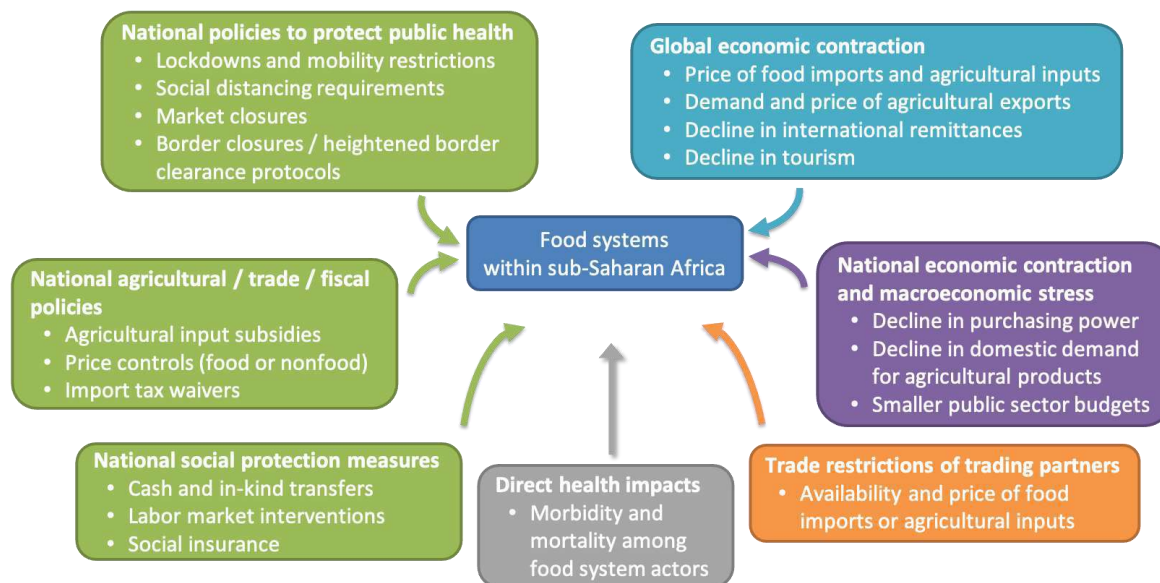 National policies to protect public health
• Lockdowns and mobility restrictions
• Social distancing requirements
• Market closures
• Border closures / heightened border
clearance protocols
Global economic contraction
• Price of food imports and agricultural inputs
• Demand and price of agricultural exports
• Decline in international remittances
• Decline in tourism
Food systems
within sub-Saharan Africa
National agricultural / trade / fiscal
policies
• Agricultural input subsidies
• Price controls (food or nonfood)
• Import tax waivers
National economic contraction
and macroeconomic stress
• Decline in purchasing power
• Decline in domestic demand
for agricultural products
• Smaller public sector budgets
National social protection measures
• Cash and in-kind transfers
• Labor market interventions
• Social insurance
Direct health impacts
• Morbidity and
mortality among
food system actors
Trade restrictions of trading partners
• Availability and price of food
imports or agricultural inputs